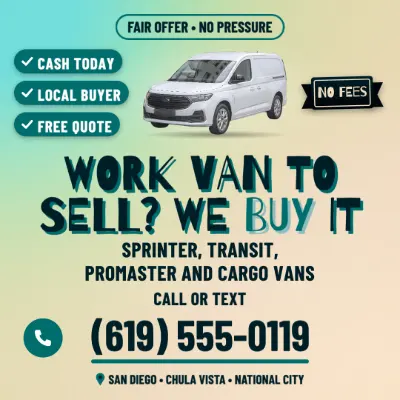 FAIR OFFER • NO PRESSURE
CASH TODAY
LOCAL BUYER
FREE QUOTE
NO FEES
WORK VAN TO
SELL? WE BUY IT
SPRINTER, TRANSIT,
PROMASTER AND CARGO VANS
CALL OR TEXT
(619) 555-0119
SAN DIEGO • CHULA VISTA • NATIONAL CITY